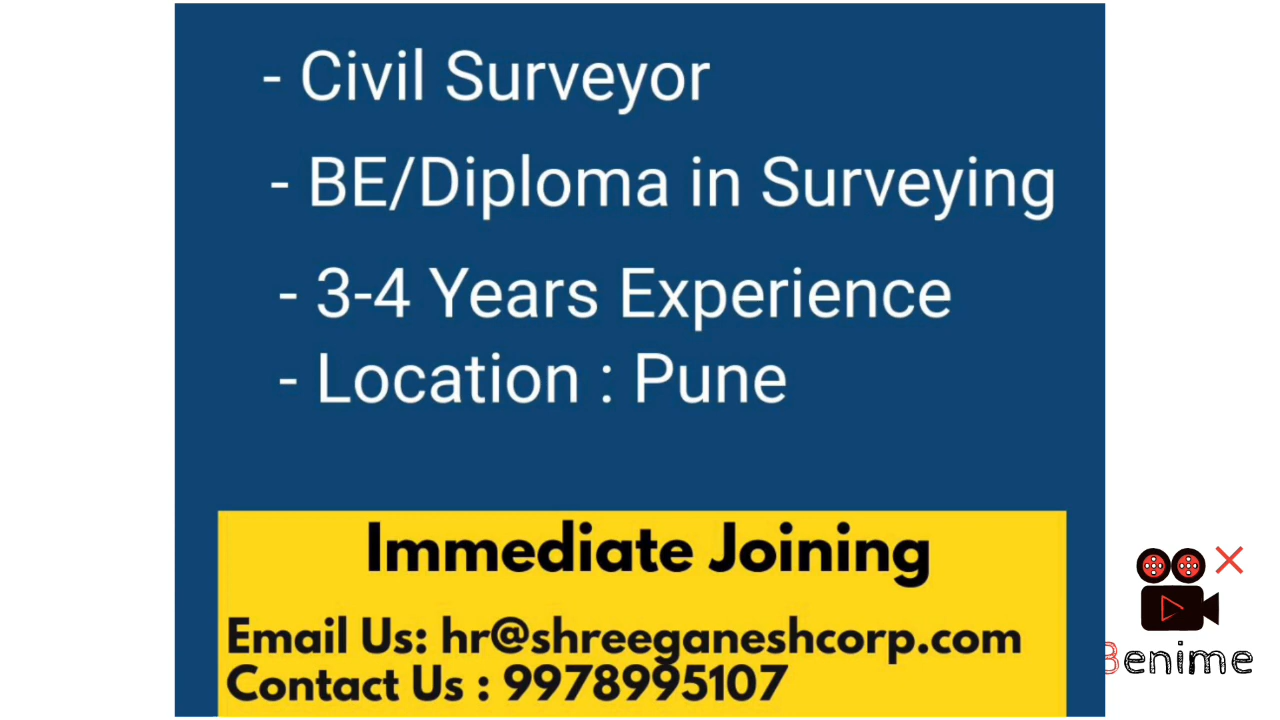 - Civil Surveyor
- BE/Diploma in Surveying
- 3-4 Years Experience
- Location : Pune
Immediate Joining
Email Us: hr@shreeganeshcorp.com
Contact Us : 9978995107
Benime